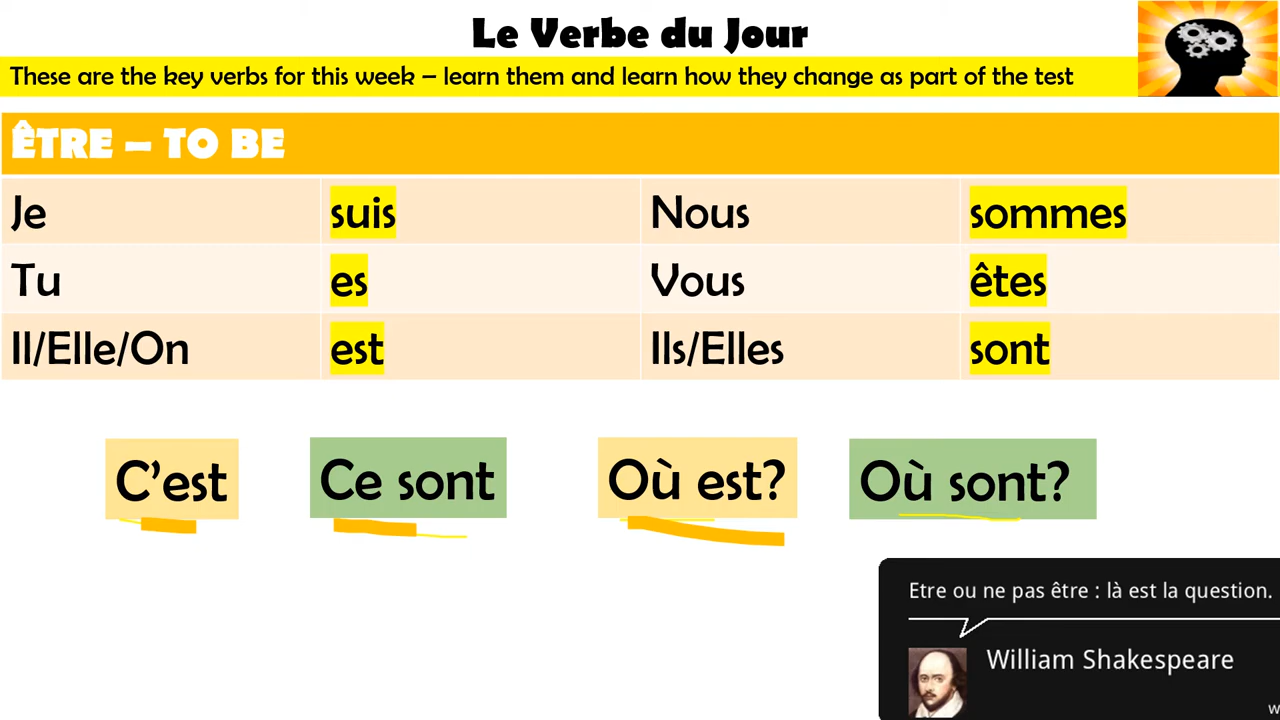 Le Verbe du Jour
These are the key verbs for this week – learn them and learn how they change as part of the test
ÊTRE – TO BE
Je suis Nous sommes
Tu es Vous êtes
Il/Elle/On est Ils/Elles sont
C'est Ce sont Où est? Où sont?
Etre ou ne pas être : là est la question.
William Shakespeare